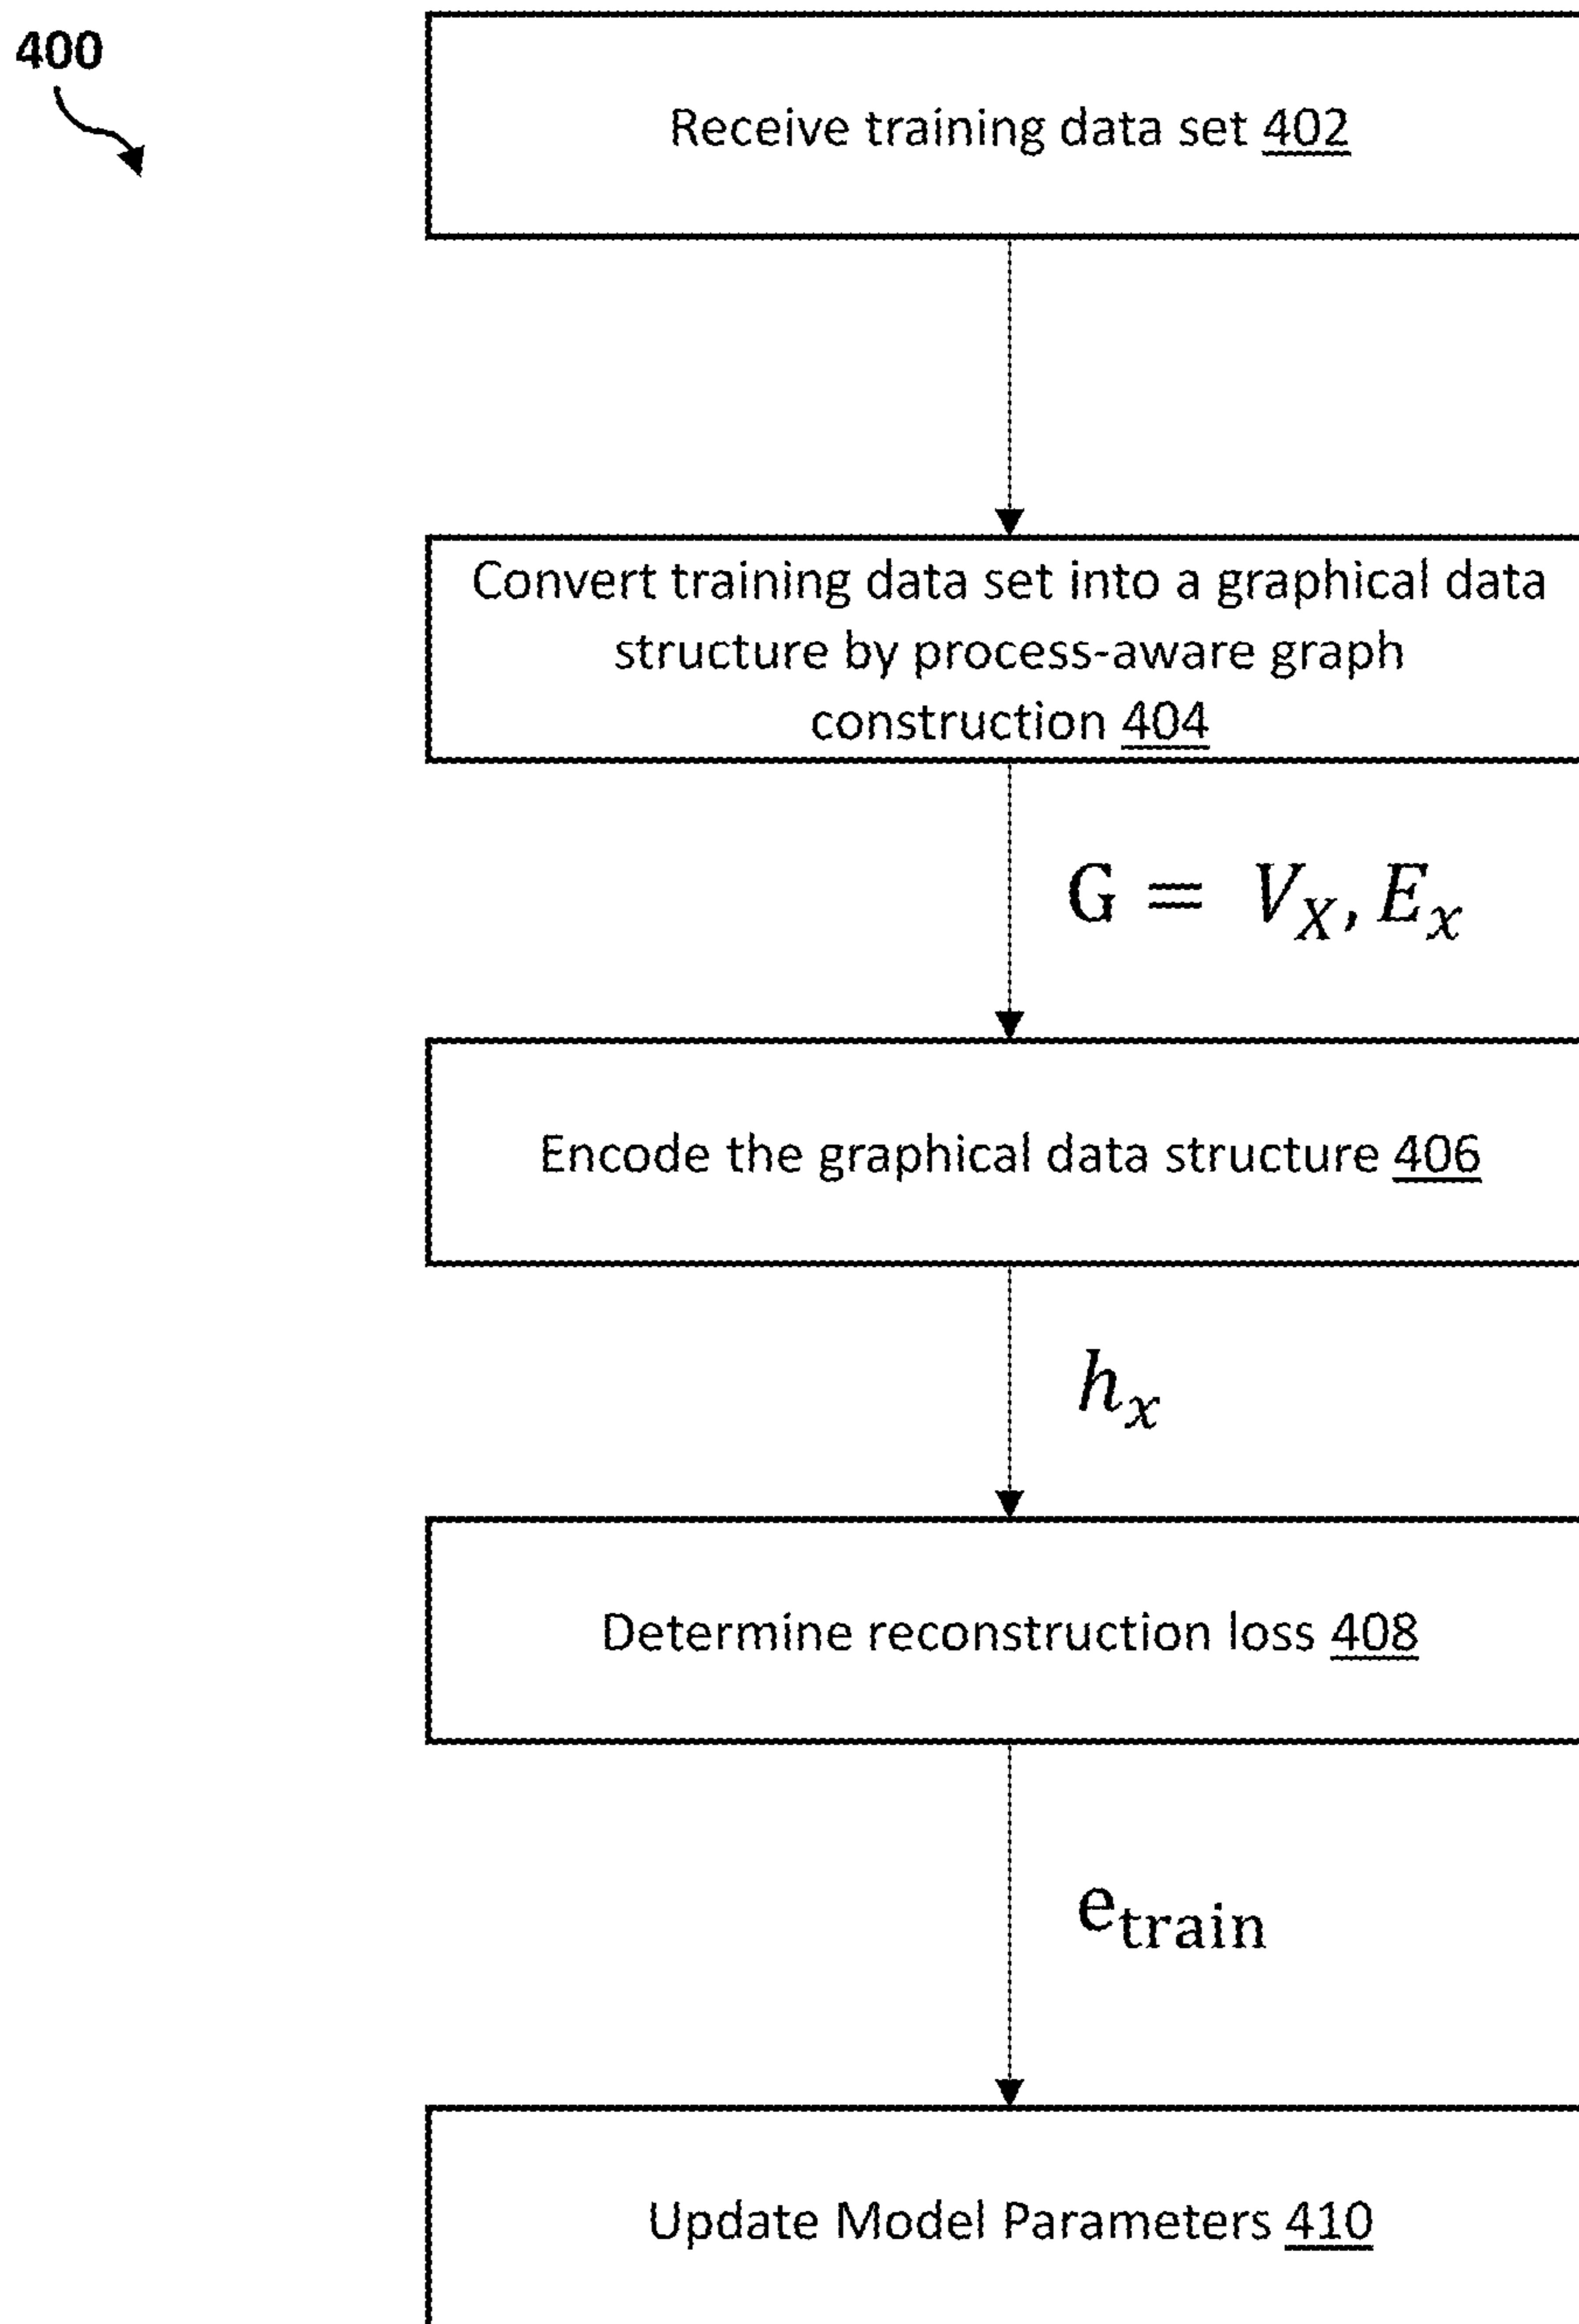 400
Receive training data set 402
Convert training data set into a graphical data
structure by process-aware graph
construction 404
G = V_X, E_x
Encode the graphical data structure 406
h_x
Determine reconstruction loss 408
e_train
Update Model Parameters 410